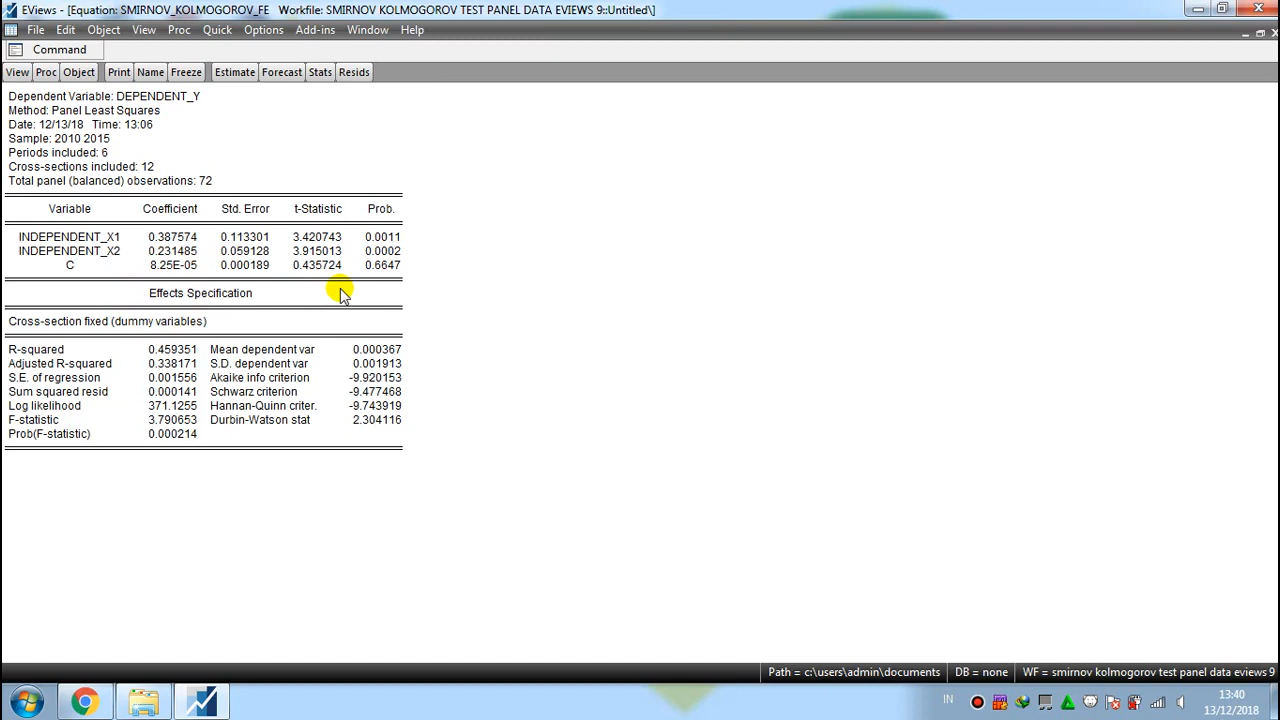 EViews - [Equation: SMIRNOV_KOLMOGOROV_FE Workfile: SMIRNOV KOLMOGOROV TEST PANEL DATA EVIEWS 9::Untitled\]
File Edit Object View Proc Quick Options Add-ins Window Help
Command
View Proc Object Print Name Freeze Estimate Forecast Stats Resids
Dependent Variable: DEPENDENT_Y
Method: Panel Least Squares
Date: 12/13/18 Time: 13:06
Sample: 2010 2015
Periods included: 6
Cross-sections included: 12
Total panel (balanced) observations: 72
Variable Coefficient Std. Error t-Statistic Prob.
INDEPENDENT_X1 0.387574 0.113301 3.420743 0.0011
INDEPENDENT_X2 0.231485 0.059128 3.915013 0.0002
C 8.25E-05 0.000189 0.435724 0.6647
Effects Specification
Cross-section fixed (dummy variables)
R-squared 0.459351 Mean dependent var 0.000367
Adjusted R-squared 0.338171 S.D. dependent var 0.001913
S.E. of regression 0.001556 Akaike info criterion -9.920153
Sum squared resid 0.000141 Schwarz criterion -9.477468
Log likelihood 371.1255 Hannan-Quinn criter. -9.743919
F-statistic 3.790653 Durbin-Watson stat 2.304116
Prob(F-statistic) 0.000214
Path = c:\users\admin\documents DB = none WF = smirnov kolmogorov test panel data eviews 9
IN 13:40
13/12/2018